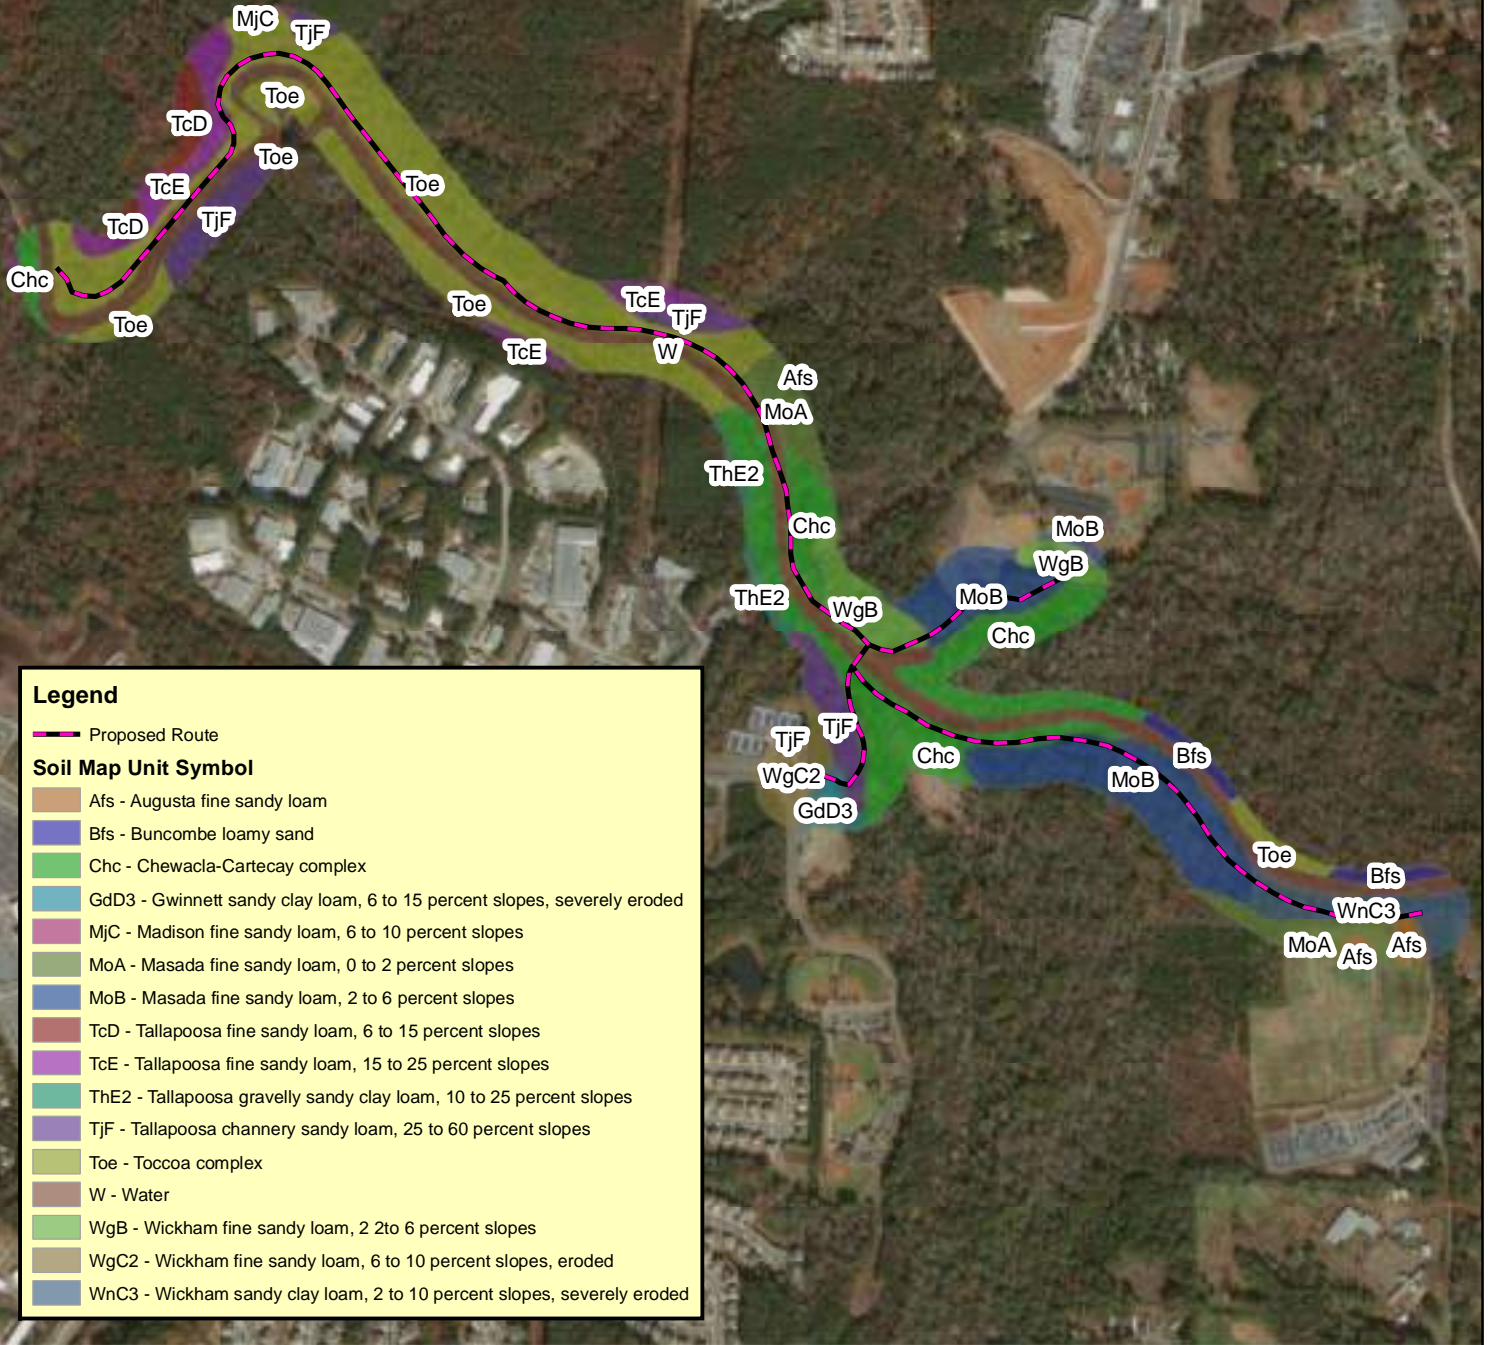 MjC
TjF
Toe
TcD
Toe
Toe
TcE
TjF
TcD
Chc
Toe
Toe
TcE
TjF
TcE
W
Afs
MoA
ThE2
Chc
MoB
WgB
ThE2
MoB
WgB
Chc
TjF
TjF
WgC2
Chc
Bfs
MoB
GdD3
Toe
Bfs
WnC3
MoA
Afs
Afs
Legend
Proposed Route
Soil Map Unit Symbol
Afs - Augusta fine sandy loam
Bfs - Buncombe loamy sand
Chc - Chewacla-Cartecay complex
GdD3 - Gwinnett sandy clay loam, 6 to 15 percent slopes, severely eroded
MjC - Madison fine sandy loam, 6 to 10 percent slopes
MoA - Masada fine sandy loam, 0 to 2 percent slopes
MoB - Masada fine sandy loam, 2 to 6 percent slopes
TcD - Tallapoosa fine sandy loam, 6 to 15 percent slopes
TcE - Tallapoosa fine sandy loam, 15 to 25 percent slopes
ThE2 - Tallapoosa gravelly sandy clay loam, 10 to 25 percent slopes
TjF - Tallapoosa channery sandy loam, 25 to 60 percent slopes
Toe - Toccoa complex
W - Water
WgB - Wickham fine sandy loam, 2 2to 6 percent slopes
WgC2 - Wickham fine sandy loam, 6 to 10 percent slopes, eroded
WnC3 - Wickham sandy clay loam, 2 to 10 percent slopes, severely eroded